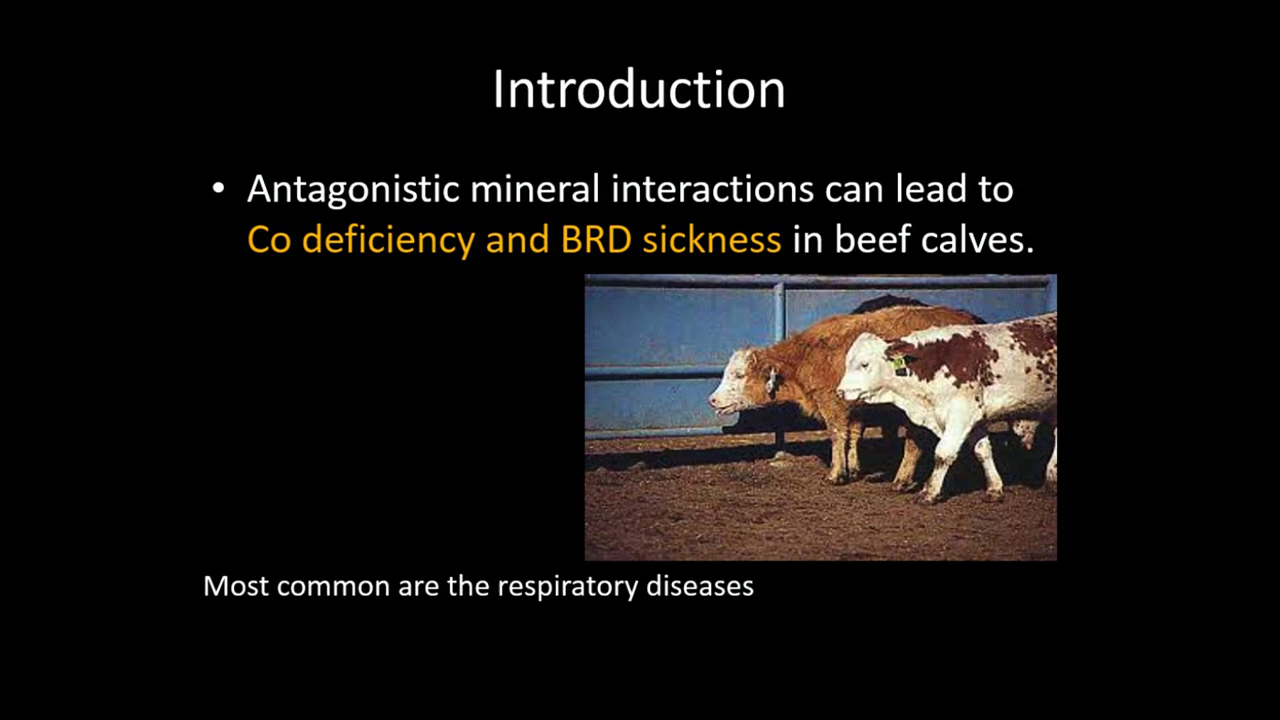 Introduction
• Antagonistic mineral interactions can lead to
Co deficiency and BRD sickness in beef calves.
Most common are the respiratory diseases